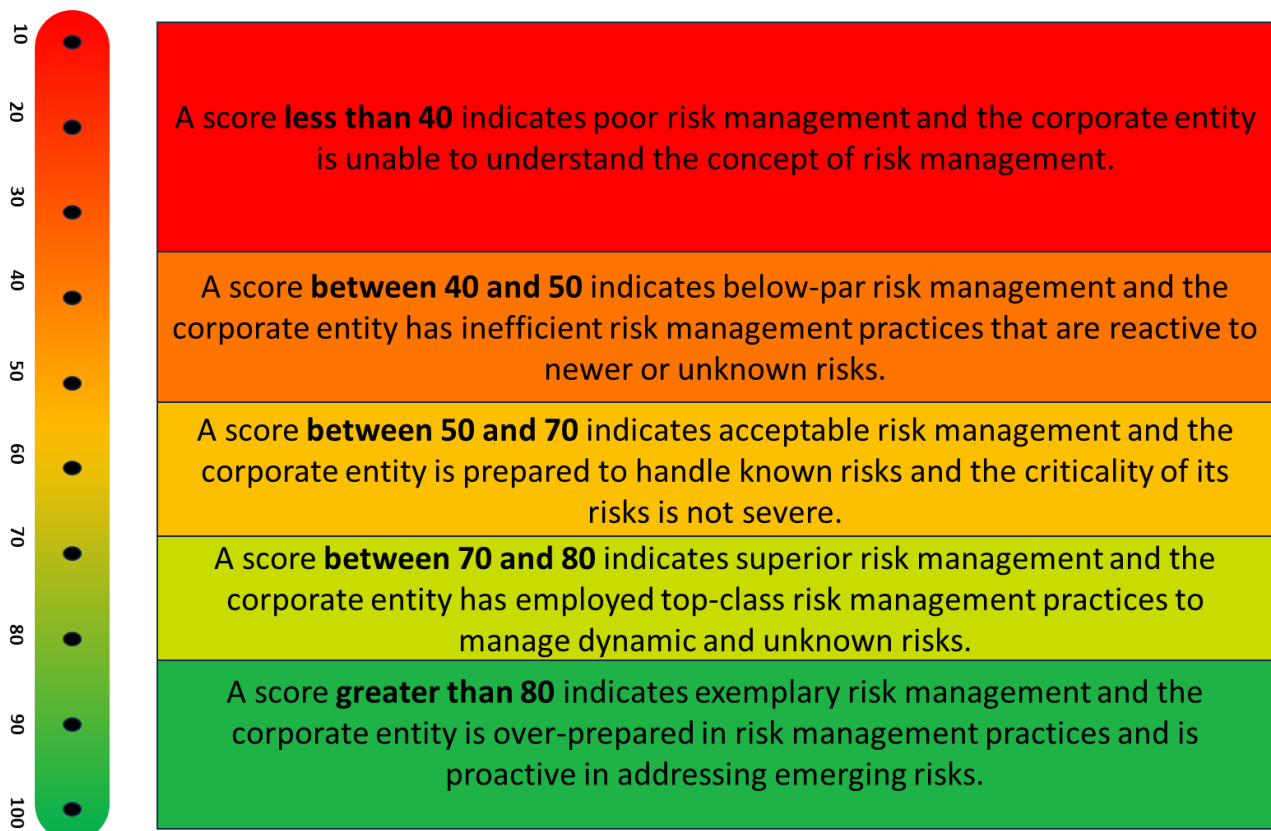 10
20
30
40
50
60
70
80
90
100
A score less than 40 indicates poor risk management and the corporate entity
is unable to understand the concept of risk management.
A score between 40 and 50 indicates below-par risk management and the
corporate entity has inefficient risk management practices that are reactive to
newer or unknown risks.
A score between 50 and 70 indicates acceptable risk management and the
corporate entity is prepared to handle known risks and the criticality of its
risks is not severe.
A score between 70 and 80 indicates superior risk management and the
corporate entity has employed top-class risk management practices to
manage dynamic and unknown risks.
A score greater than 80 indicates exemplary risk management and the
corporate entity is over-prepared in risk management practices and is
proactive in addressing emerging risks.